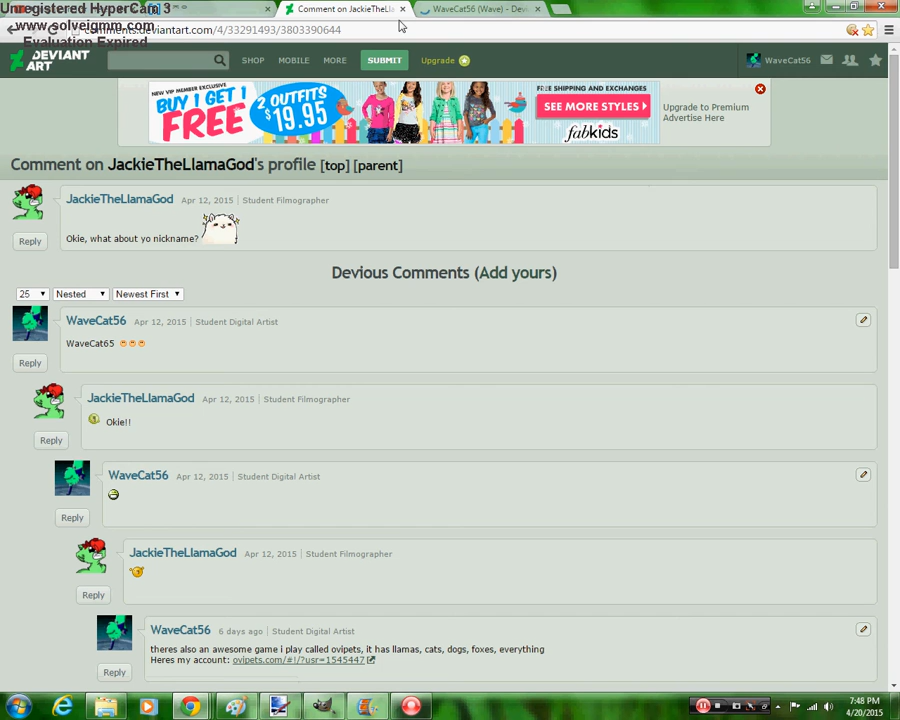 Unregistered HyperCam 3
www.solveigmm.com
Evaluation Expired
Comment on JackieTheLla
WaveCat56 (Wave) - Devi
comments.deviantart.com/4/33291493/3803390644
DEVIANT ART
SHOP MOBILE MORE SUBMIT Upgrade
WaveCat56
NEW VIP MEMBER EXCLUSIVE
BUY 1 GET 1 FREE
2 OUTFITS $19.95
FREE SHIPPING AND EXCHANGES
SEE MORE STYLES
fabkids
Upgrade to Premium
Advertise Here
Comment on JackieTheLlamaGod's profile [top] [parent]
JackieTheLlamaGod Apr 12, 2015 | Student Filmographer
Okie, what about yo nickname?
Reply
Devious Comments (Add yours)
25 Nested Newest First
WaveCat56 Apr 12, 2015 | Student Digital Artist
WaveCat65
Reply
JackieTheLlamaGod Apr 12, 2015 | Student Filmographer
Okie!!
Reply
WaveCat56 Apr 12, 2015 | Student Digital Artist
Reply
JackieTheLlamaGod Apr 12, 2015 | Student Filmographer
Reply
WaveCat56 6 days ago | Student Digital Artist
theres also an awesome game i play called ovipets, it has llamas, cats, dogs, foxes, everything
Heres my account: ovipets.com/#!/?usr=1545447
Reply
7:48 PM
4/20/2015